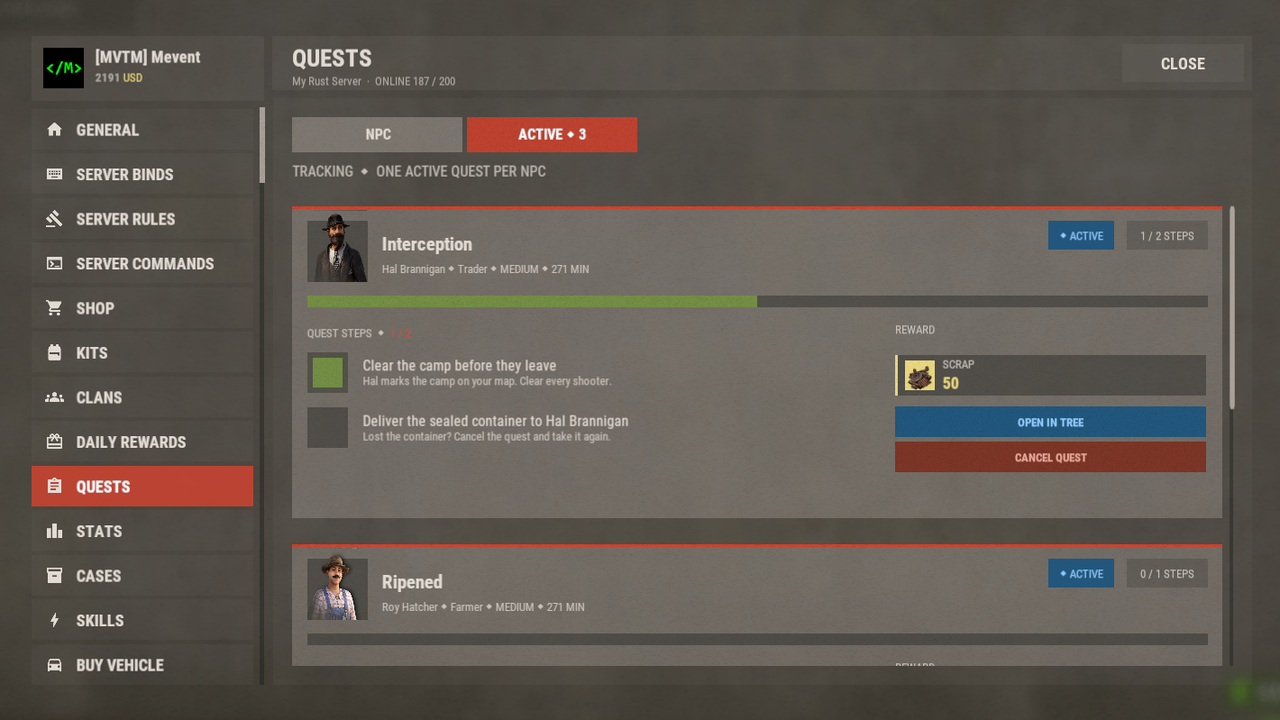 </M>
[MVTM] Mevent
2191 USD
GENERAL
SERVER BINDS
SERVER RULES
SERVER COMMANDS
SHOP
KITS
CLANS
DAILY REWARDS
QUESTS
STATS
CASES
SKILLS
BUY VEHICLE
QUESTS
My Rust Server · ONLINE 187 / 200
CLOSE
NPC
ACTIVE ◆ 3
TRACKING ◆ ONE ACTIVE QUEST PER NPC
Interception
Hal Brannigan ◆ Trader ◆ MEDIUM ◆ 271 MIN
◆ ACTIVE
1 / 2 STEPS
QUEST STEPS ◆ 1 / 2
Clear the camp before they leave
Hal marks the camp on your map. Clear every shooter.
Deliver the sealed container to Hal Brannigan
Lost the container? Cancel the quest and take it again.
REWARD
SCRAP
50
OPEN IN TREE
CANCEL QUEST
Ripened
Roy Hatcher ◆ Farmer ◆ MEDIUM ◆ 271 MIN
◆ ACTIVE
0 / 1 STEPS
REWARD